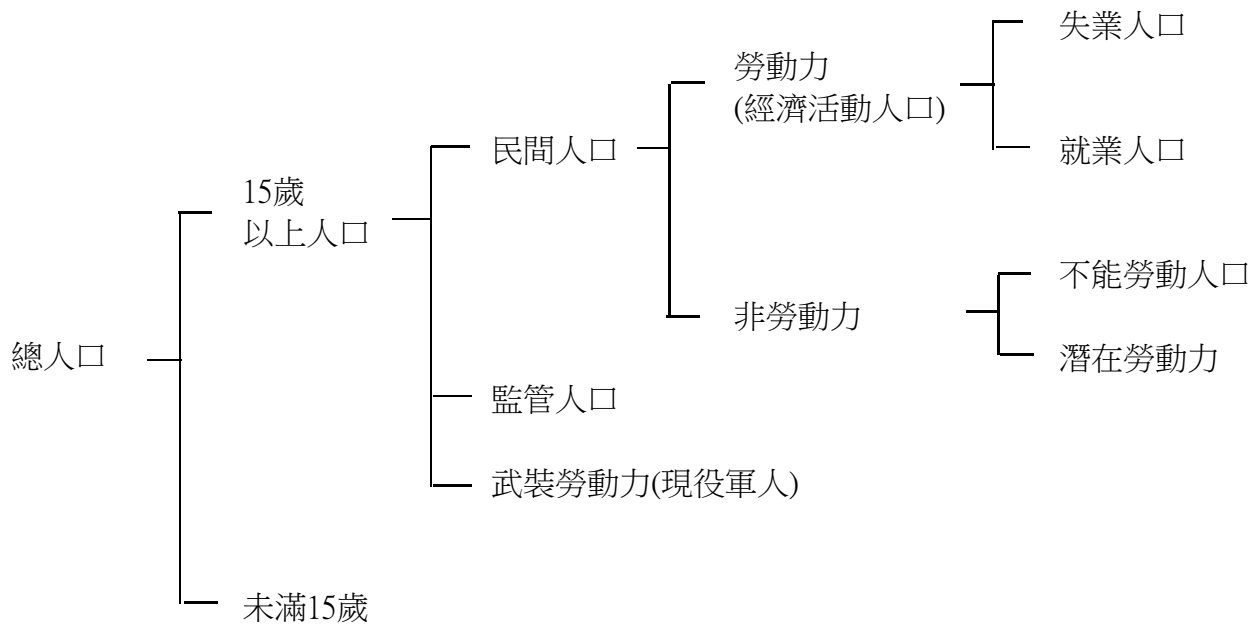 總人口
15歲
以上人口
未滿15歲
民間人口
監管人口
武裝勞動力(現役軍人)
勞動力
(經濟活動人口)
非勞動力
失業人口
就業人口
不能勞動人口
潛在勞動力